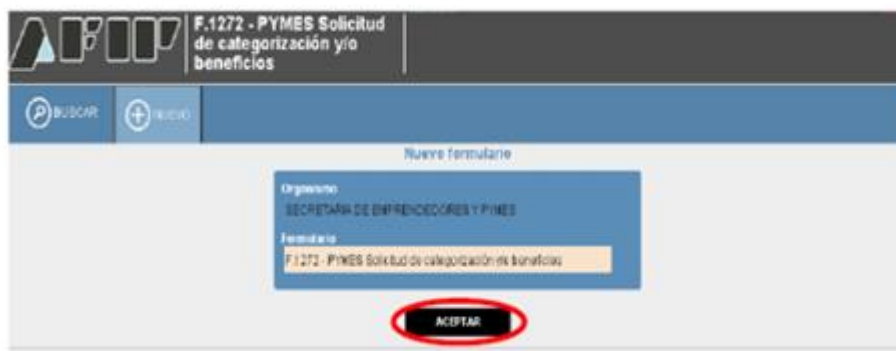 AFIP
F.1272 - PYMES Solicitud
de categorización y/o
beneficios
BUSCAR
NUEVO
Nuevo formulario
Organismo
SECRETARIA DE EMPRENDEDORES Y PYMES
Formulario
F.1272 - PYMES Solicitud de categorización y/o beneficios
ACEPTAR